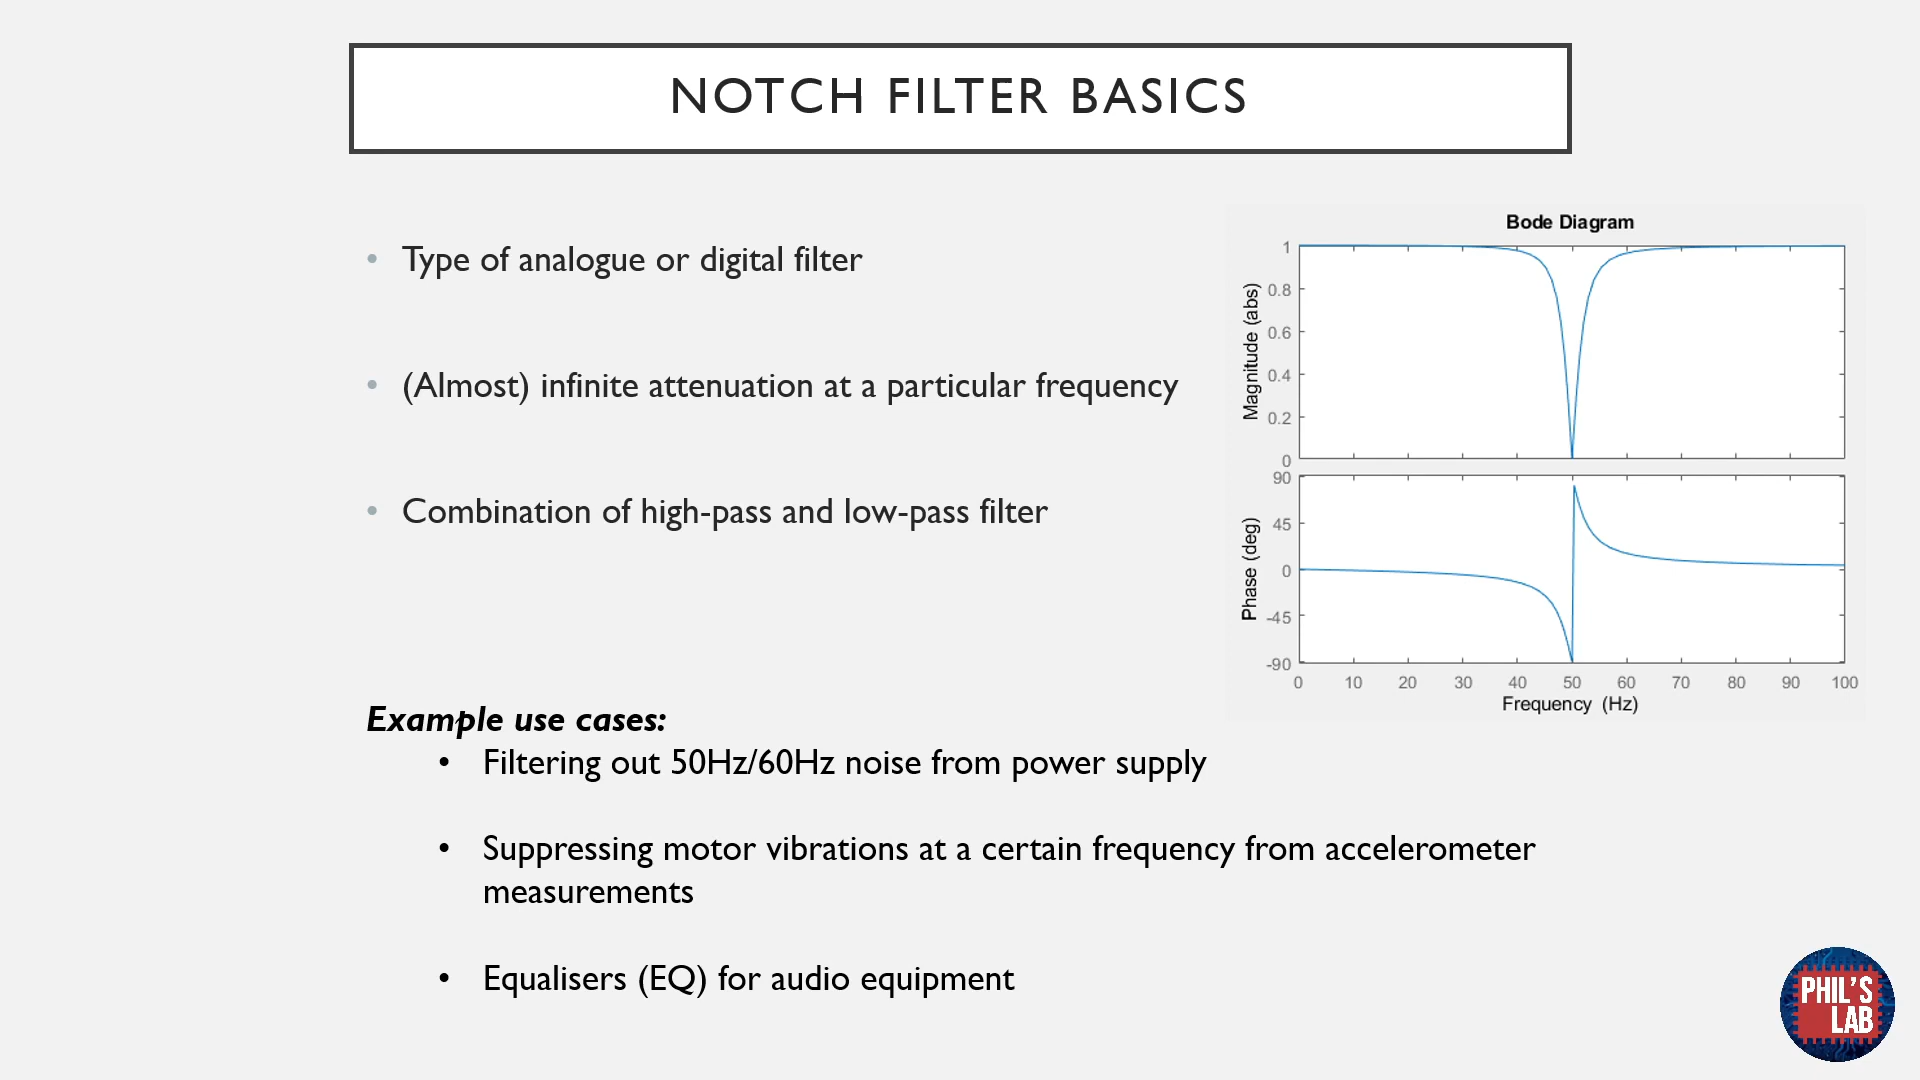 NOTCH FILTER BASICS
• Type of analogue or digital filter
• (Almost) infinite attenuation at a particular frequency
• Combination of high-pass and low-pass filter
Bode Diagram
Magnitude (abs)
1
0.8
0.6
0.4
0.2
0
Phase (deg)
90
45
0
-45
-90
0 10 20 30 40 50 60 70 80 90 100
Frequency (Hz)
Example use cases:
• Filtering out 50Hz/60Hz noise from power supply
• Suppressing motor vibrations at a certain frequency from accelerometer
measurements
• Equalisers (EQ) for audio equipment
PHIL'S
LAB